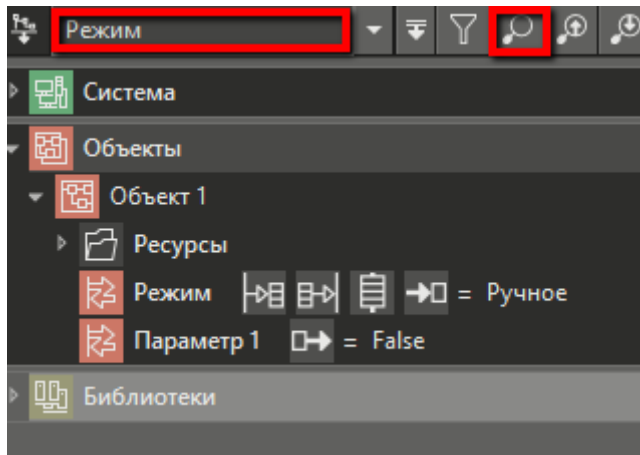 Режим
Система
Объекты
Объект 1
Ресурсы
Режим = Ручное
Параметр 1 = False
Библиотеки